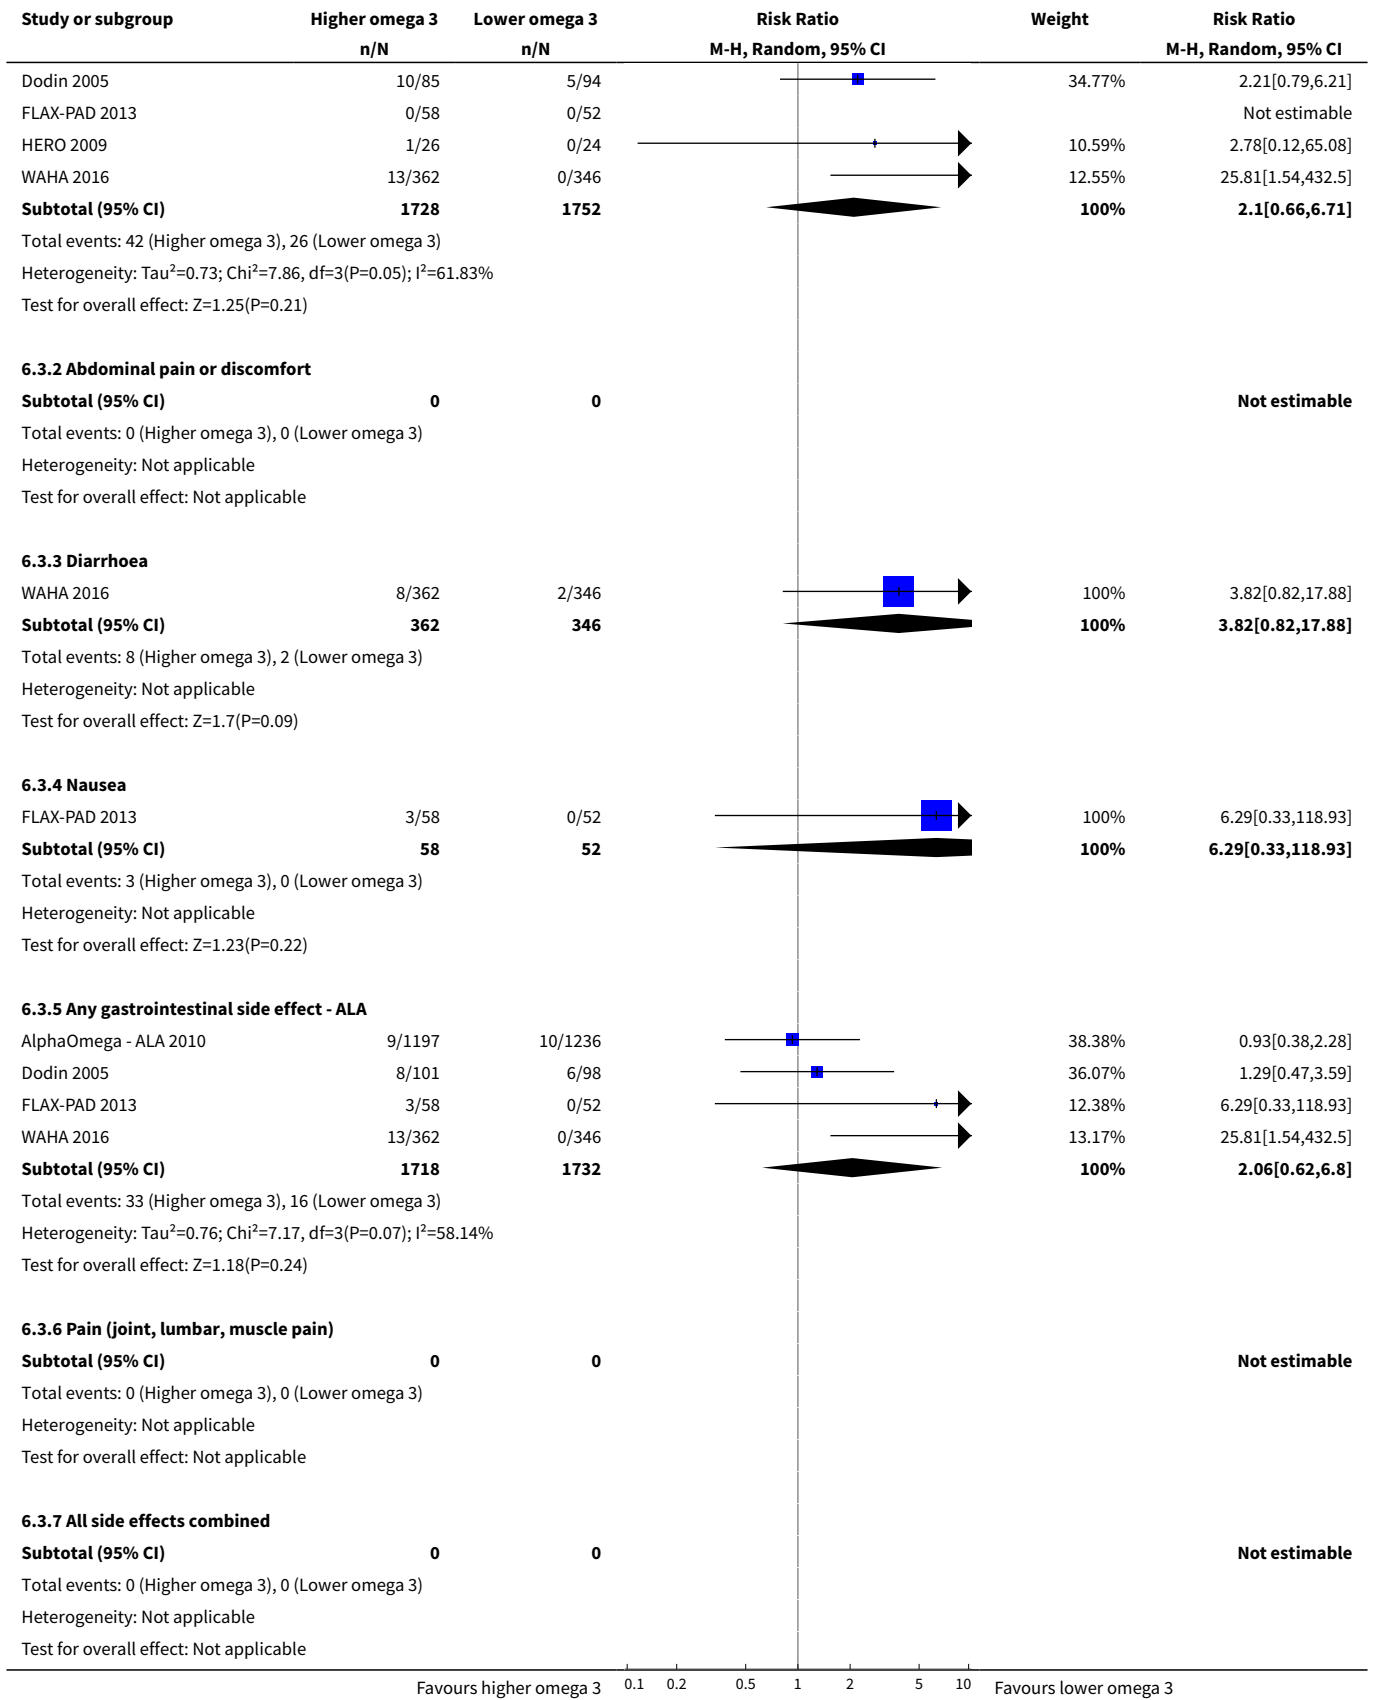 Study or subgroup Higher omega 3 Lower omega 3 Risk Ratio Weight Risk Ratio
n/N n/N M-H, Random, 95% CI M-H, Random, 95% CI
Dodin 2005 10/85 5/94 34.77% 2.21[0.79,6.21]
FLAX-PAD 2013 0/58 0/52 Not estimable
HERO 2009 1/26 0/24 10.59% 2.78[0.12,65.08]
WAHA 2016 13/362 0/346 12.55% 25.81[1.54,432.5]
Subtotal (95% CI) 1728 1752 100% 2.1[0.66,6.71]
Total events: 42 (Higher omega 3), 26 (Lower omega 3)
Heterogeneity: Tau²=0.73; Chi²=7.86, df=3(P=0.05); I²=61.83%
Test for overall effect: Z=1.25(P=0.21)
6.3.2 Abdominal pain or discomfort
Subtotal (95% CI) 0 0 Not estimable
Total events: 0 (Higher omega 3), 0 (Lower omega 3)
Heterogeneity: Not applicable
Test for overall effect: Not applicable
6.3.3 Diarrhoea
WAHA 2016 8/362 2/346 100% 3.82[0.82,17.88]
Subtotal (95% CI) 362 346 100% 3.82[0.82,17.88]
Total events: 8 (Higher omega 3), 2 (Lower omega 3)
Heterogeneity: Not applicable
Test for overall effect: Z=1.7(P=0.09)
6.3.4 Nausea
FLAX-PAD 2013 3/58 0/52 100% 6.29[0.33,118.93]
Subtotal (95% CI) 58 52 100% 6.29[0.33,118.93]
Total events: 3 (Higher omega 3), 0 (Lower omega 3)
Heterogeneity: Not applicable
Test for overall effect: Z=1.23(P=0.22)
6.3.5 Any gastrointestinal side effect - ALA
AlphaOmega - ALA 2010 9/1197 10/1236 38.38% 0.93[0.38,2.28]
Dodin 2005 8/101 6/98 36.07% 1.29[0.47,3.59]
FLAX-PAD 2013 3/58 0/52 12.38% 6.29[0.33,118.93]
WAHA 2016 13/362 0/346 13.17% 25.81[1.54,432.5]
Subtotal (95% CI) 1718 1732 100% 2.06[0.62,6.8]
Total events: 33 (Higher omega 3), 16 (Lower omega 3)
Heterogeneity: Tau²=0.76; Chi²=7.17, df=3(P=0.07); I²=58.14%
Test for overall effect: Z=1.18(P=0.24)
6.3.6 Pain (joint, lumbar, muscle pain)
Subtotal (95% CI) 0 0 Not estimable
Total events: 0 (Higher omega 3), 0 (Lower omega 3)
Heterogeneity: Not applicable
Test for overall effect: Not applicable
6.3.7 All side effects combined
Subtotal (95% CI) 0 0 Not estimable
Total events: 0 (Higher omega 3), 0 (Lower omega 3)
Heterogeneity: Not applicable
Test for overall effect: Not applicable
Favours higher omega 3 0.1 0.2 0.5 1 2 5 10 Favours lower omega 3